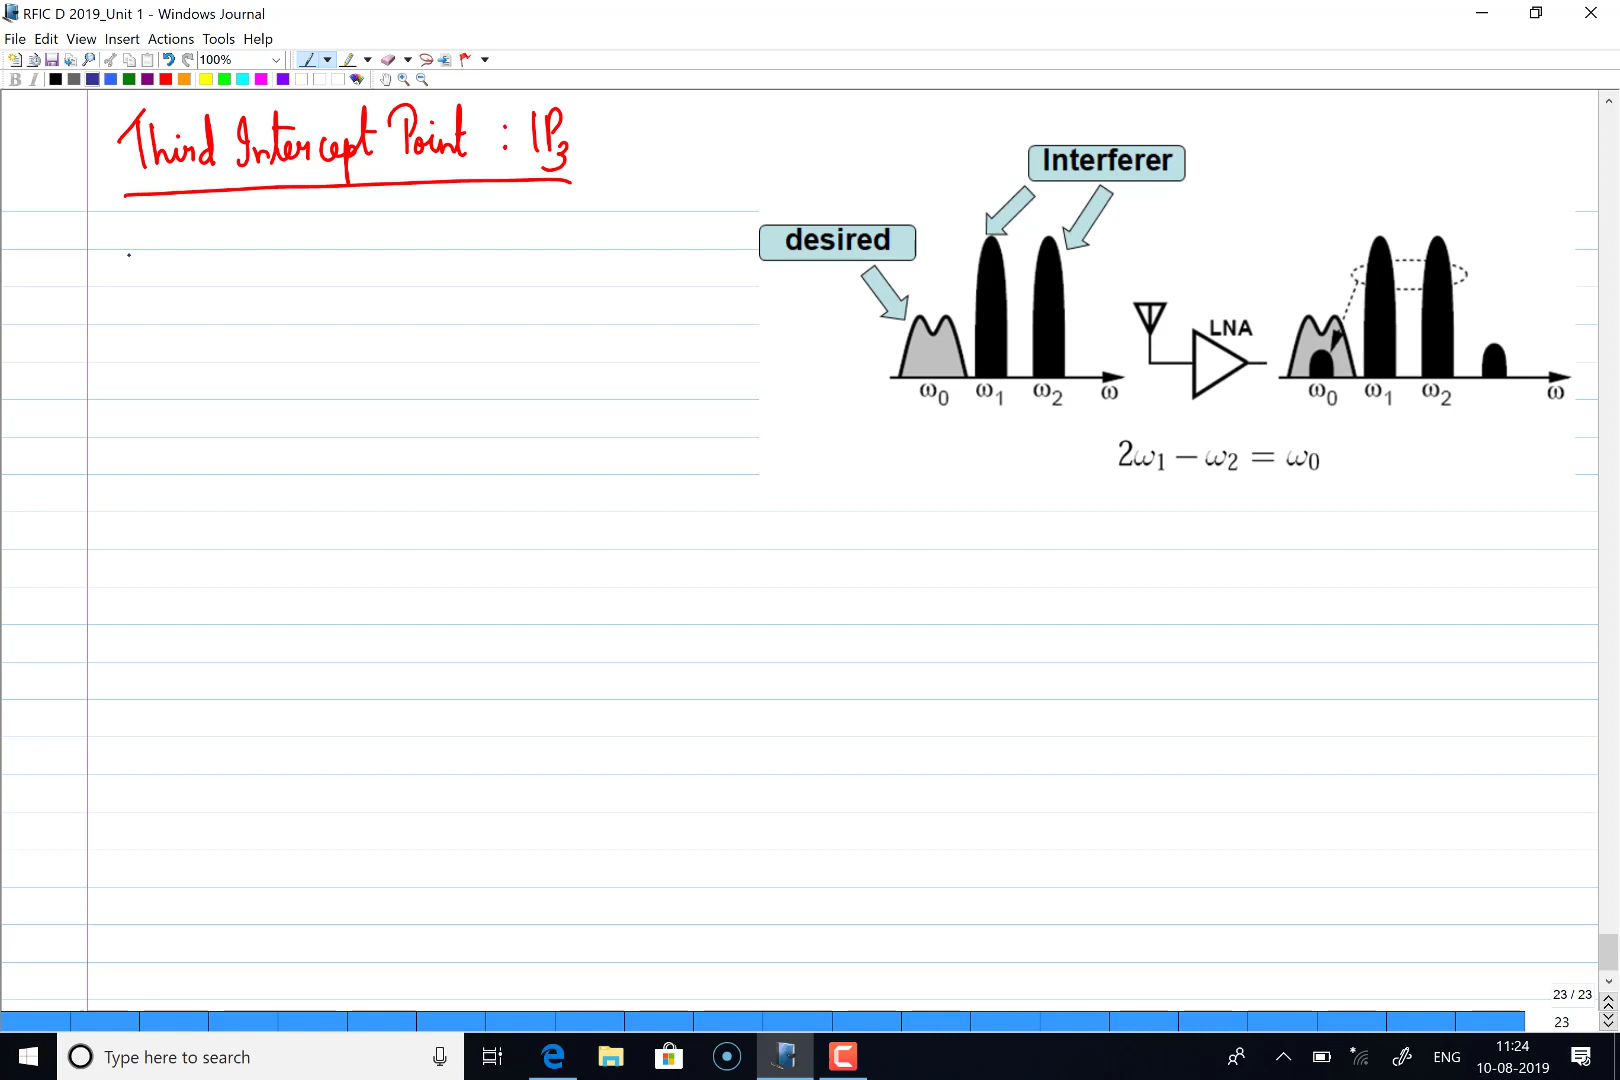 RFIC D 2019_Unit 1 - Windows Journal
File Edit View Insert Actions Tools Help
100%
B I
Third Intercept Point : IP3
Interferer
desired
LNA
ω0 ω1 ω2 ω
ω0 ω1 ω2 ω
2ω1 − ω2 = ω0
23 / 23
23
Type here to search
ENG
11:24
10-08-2019